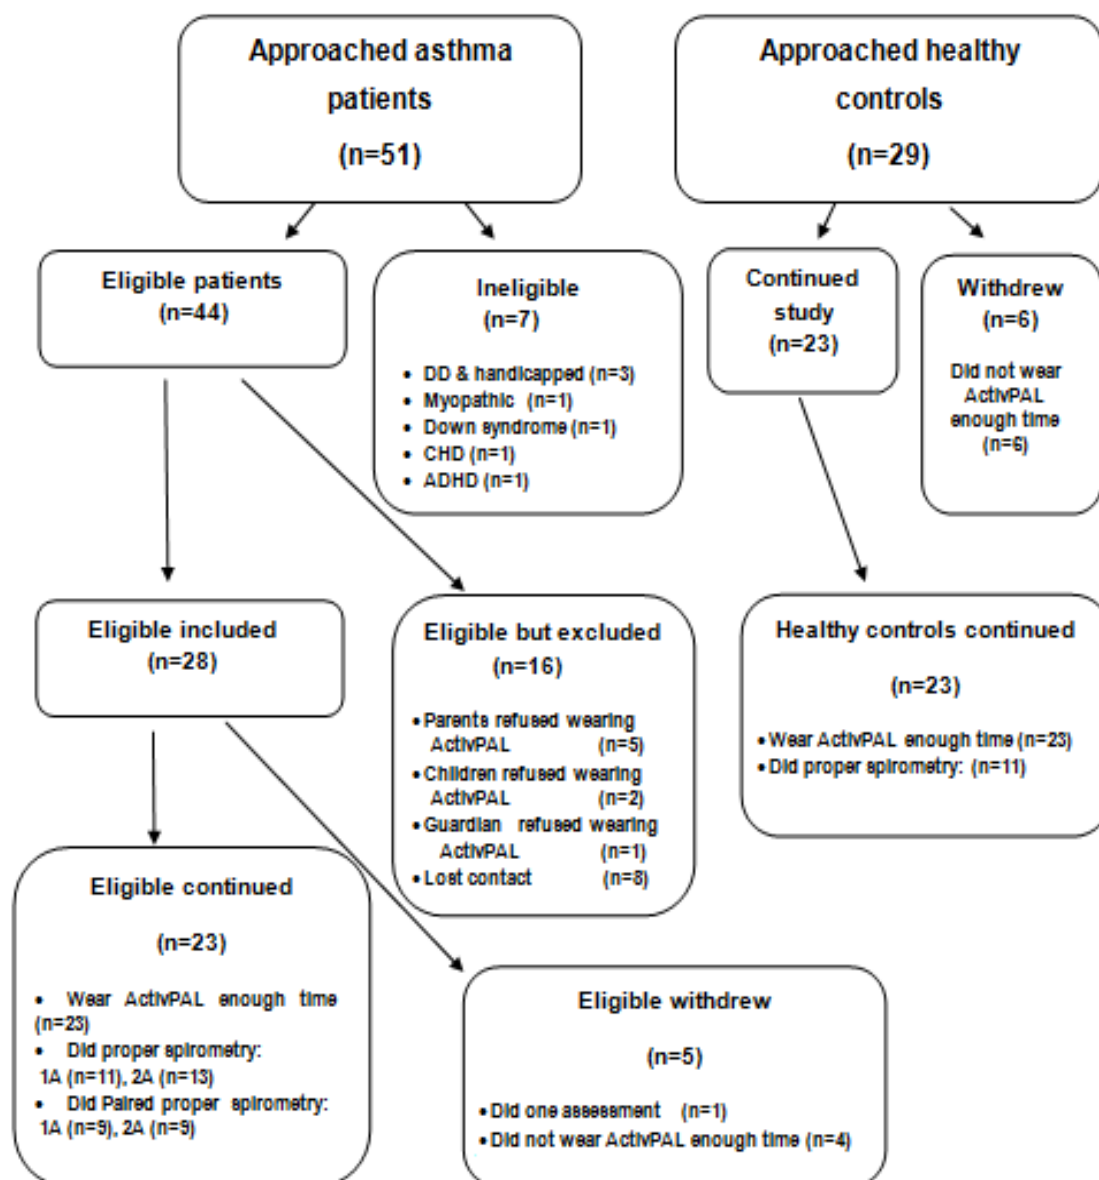 Approached asthma
patients
(n=51)
Approached healthy
controls
(n=29)
Eligible patients
(n=44)
Ineligible
(n=7)
• DD & handicapped (n=3)
• Myopathic (n=1)
• Down syndrome (n=1)
• CHD (n=1)
• ADHD (n=1)
Continued
study
(n=23)
Withdrew
(n=6)
Did not wear
ActivPAL
enough time
(n=6)
Eligible included
(n=28)
Eligible but excluded
(n=16)
• Parents refused wearing
ActivPAL (n=5)
• Children refused wearing
ActivPAL (n=2)
• Guardian refused wearing
ActivPAL (n=1)
• Lost contact (n=8)
Healthy controls continued
(n=23)
• Wear ActivPAL enough time (n=23)
• Did proper spirometry: (n=11)
Eligible continued
(n=23)
• Wear ActivPAL enough time
(n=23)
• Did proper spirometry:
1A (n=11), 2A (n=13)
• Did Paired proper spirometry:
1A (n=9), 2A (n=9)
Eligible withdrew
(n=5)
• Did one assessment (n=1)
• Did not wear ActivPAL enough time (n=4)